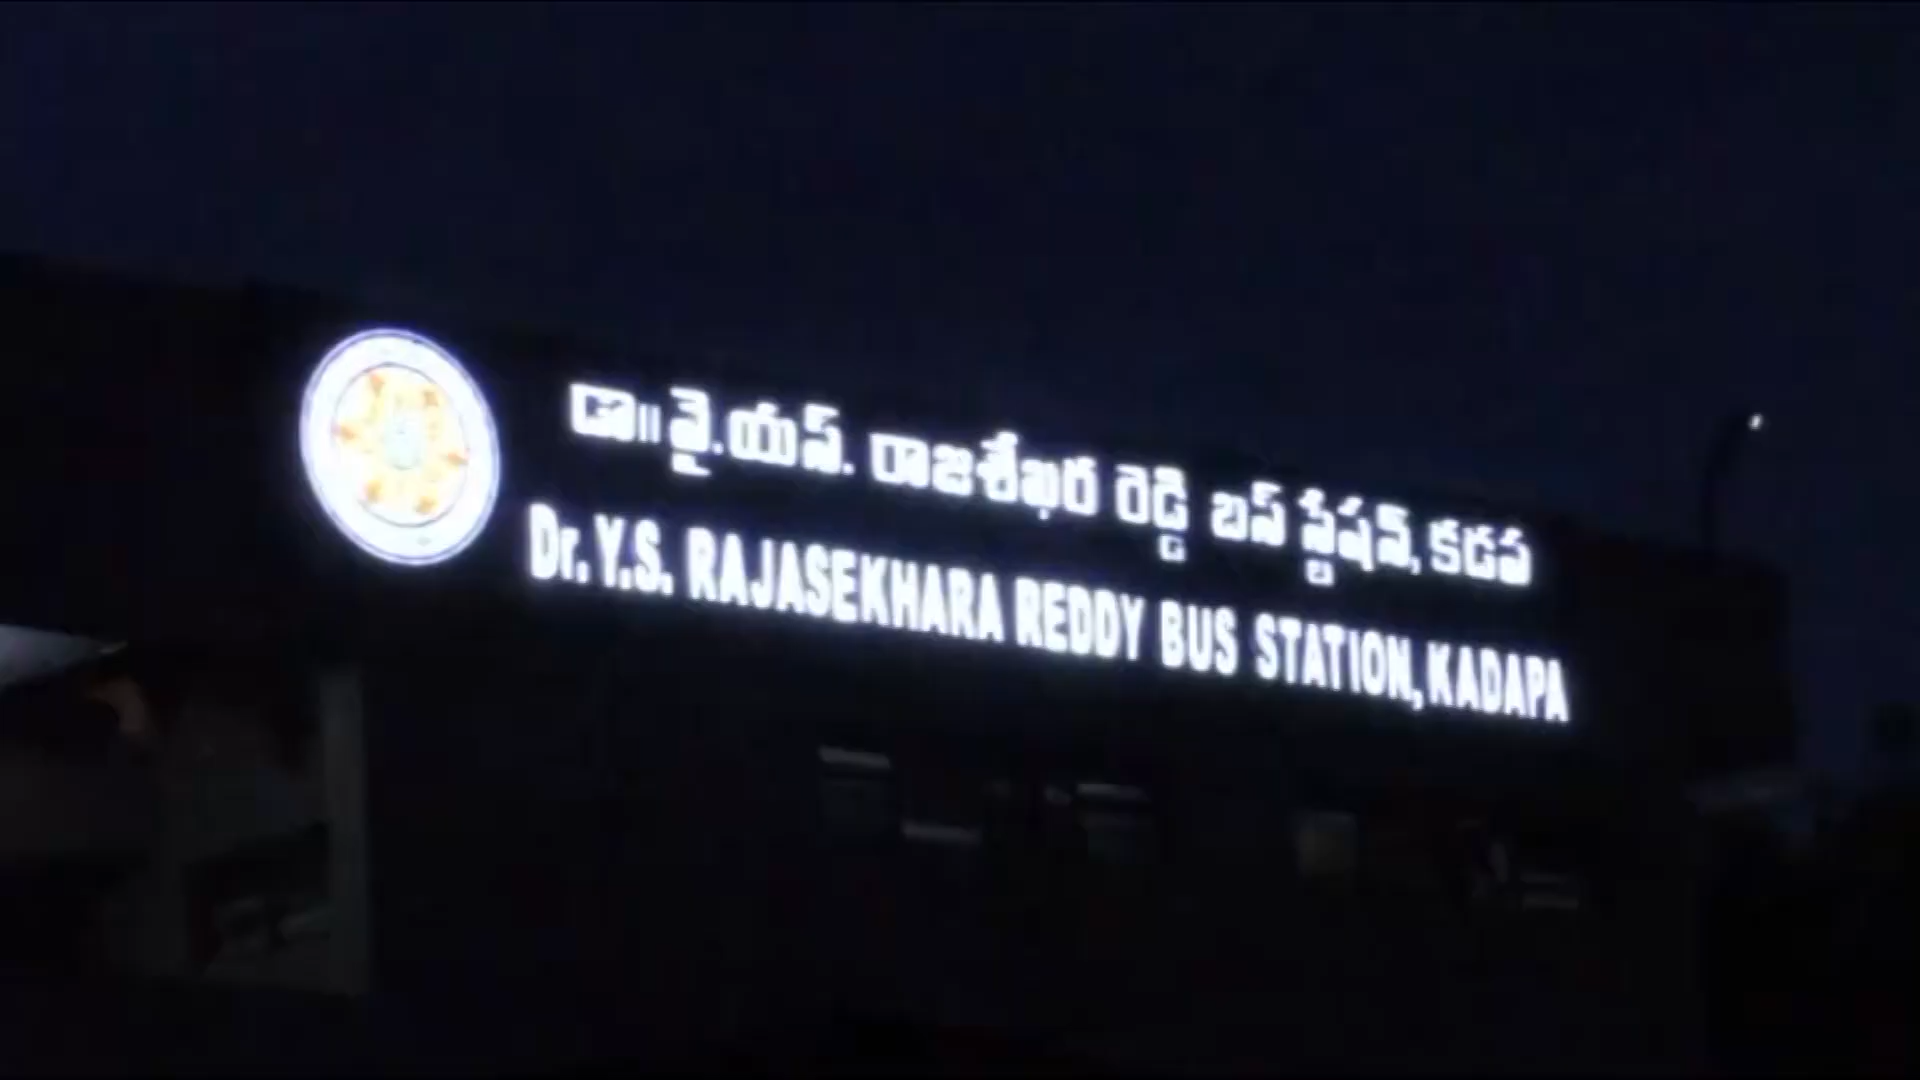 డా॥ వై.యస్. రాజశేఖర రెడ్డి బస్ స్టేషన్, కడప
Dr. Y.S. RAJASEKHARA REDDY BUS STATION, KADAPA